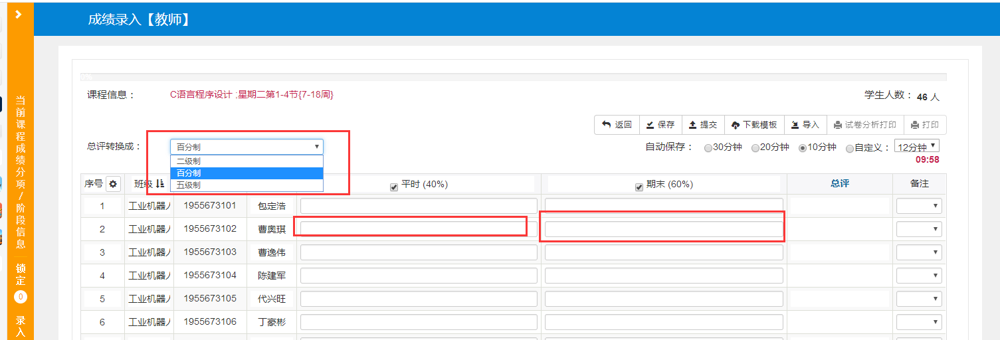 成绩录入【教师】
0%
课程信息： C语言程序设计 ;星期二第1-4节{7-18周} 学生人数： 46 人
返回 保存 提交 下载模板 导入 试卷分析打印 打印
总评转换成： 百分制 自动保存： 30分钟 20分钟 10分钟 自定义： 12分钟
09:58
二级制
百分制
五级制
序号 班级 平时 (40%) 期末 (60%) 总评 备注
1 工业机器人 1955673101 包定浩
2 工业机器人 1955673102 曹奥琪
3 工业机器人 1955673103 曹逸伟
4 工业机器人 1955673104 陈建军
5 工业机器人 1955673105 代兴旺
6 工业机器人 1955673106 丁豪彬
当前课程成绩分项/阶段信息
锁定
0
录入